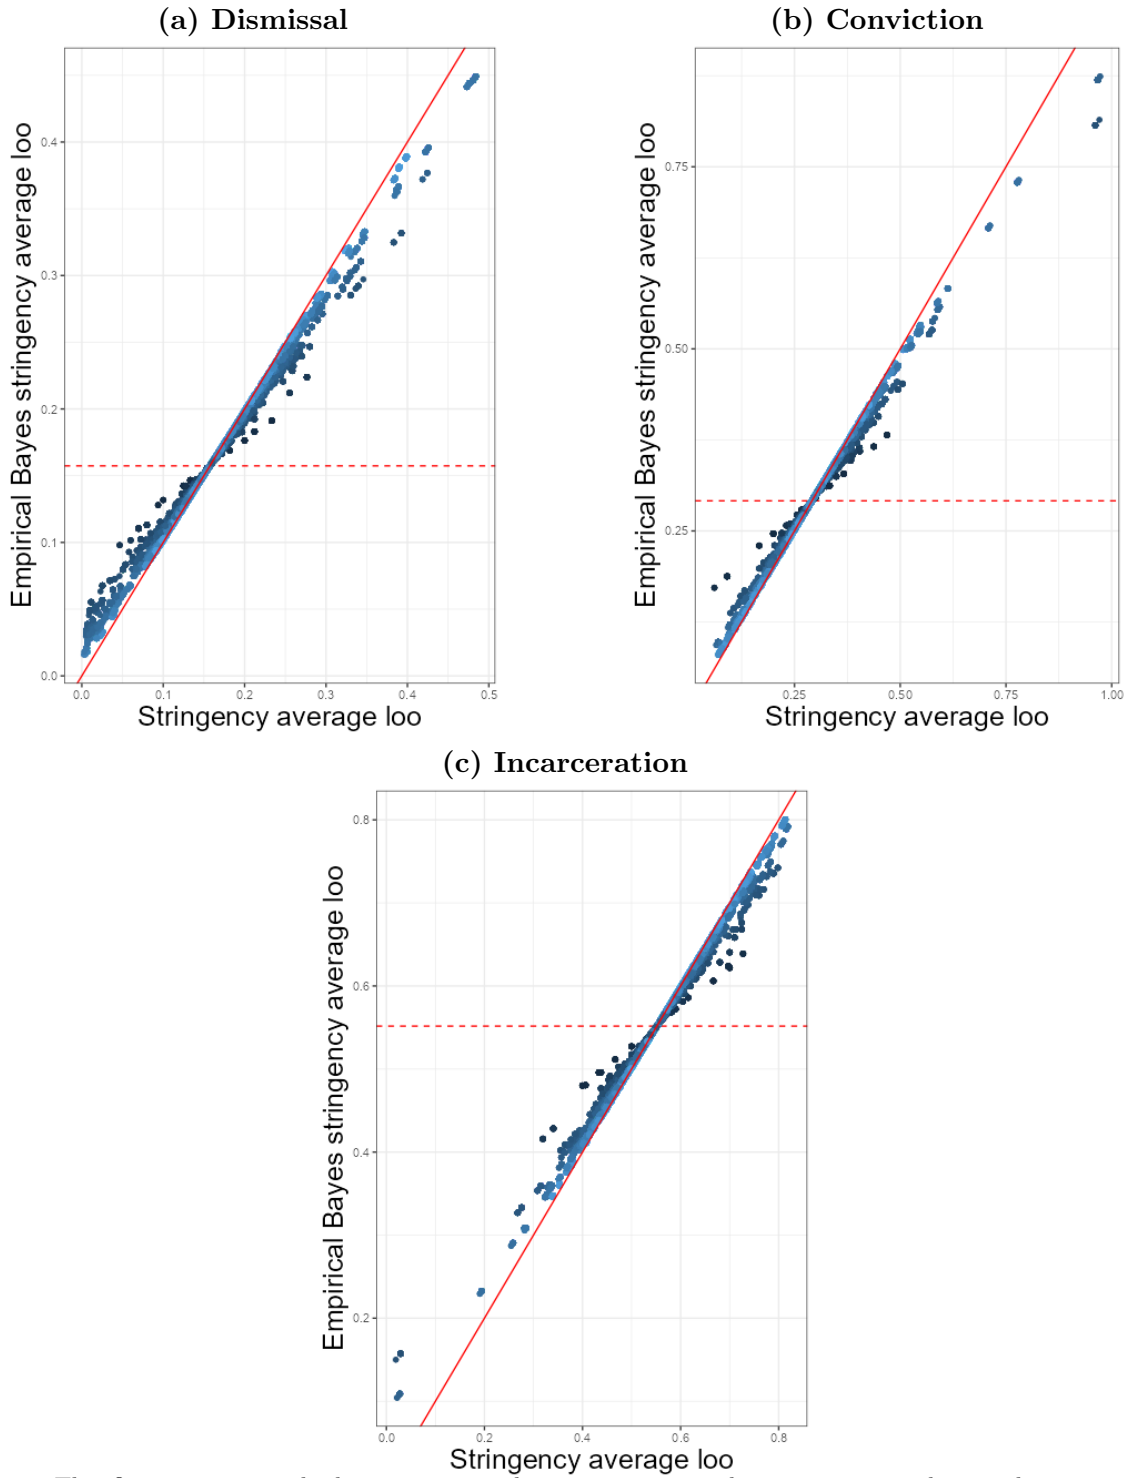 (a) Dismissal
(b) Conviction
Empirical Bayes stringency average loo
0.4
0.3
0.2
0.1
0.0
0.0 0.1 0.2 0.3 0.4 0.5
Stringency average loo
Empirical Bayes stringency average loo
0.75
0.50
0.25
0.25 0.50 0.75 1.00
Stringency average loo
(c) Incarceration
Empirical Bayes stringency average loo
0.8
0.6
0.4
0.2
0.0 0.2 0.4 0.6 0.8
Stringency average loo